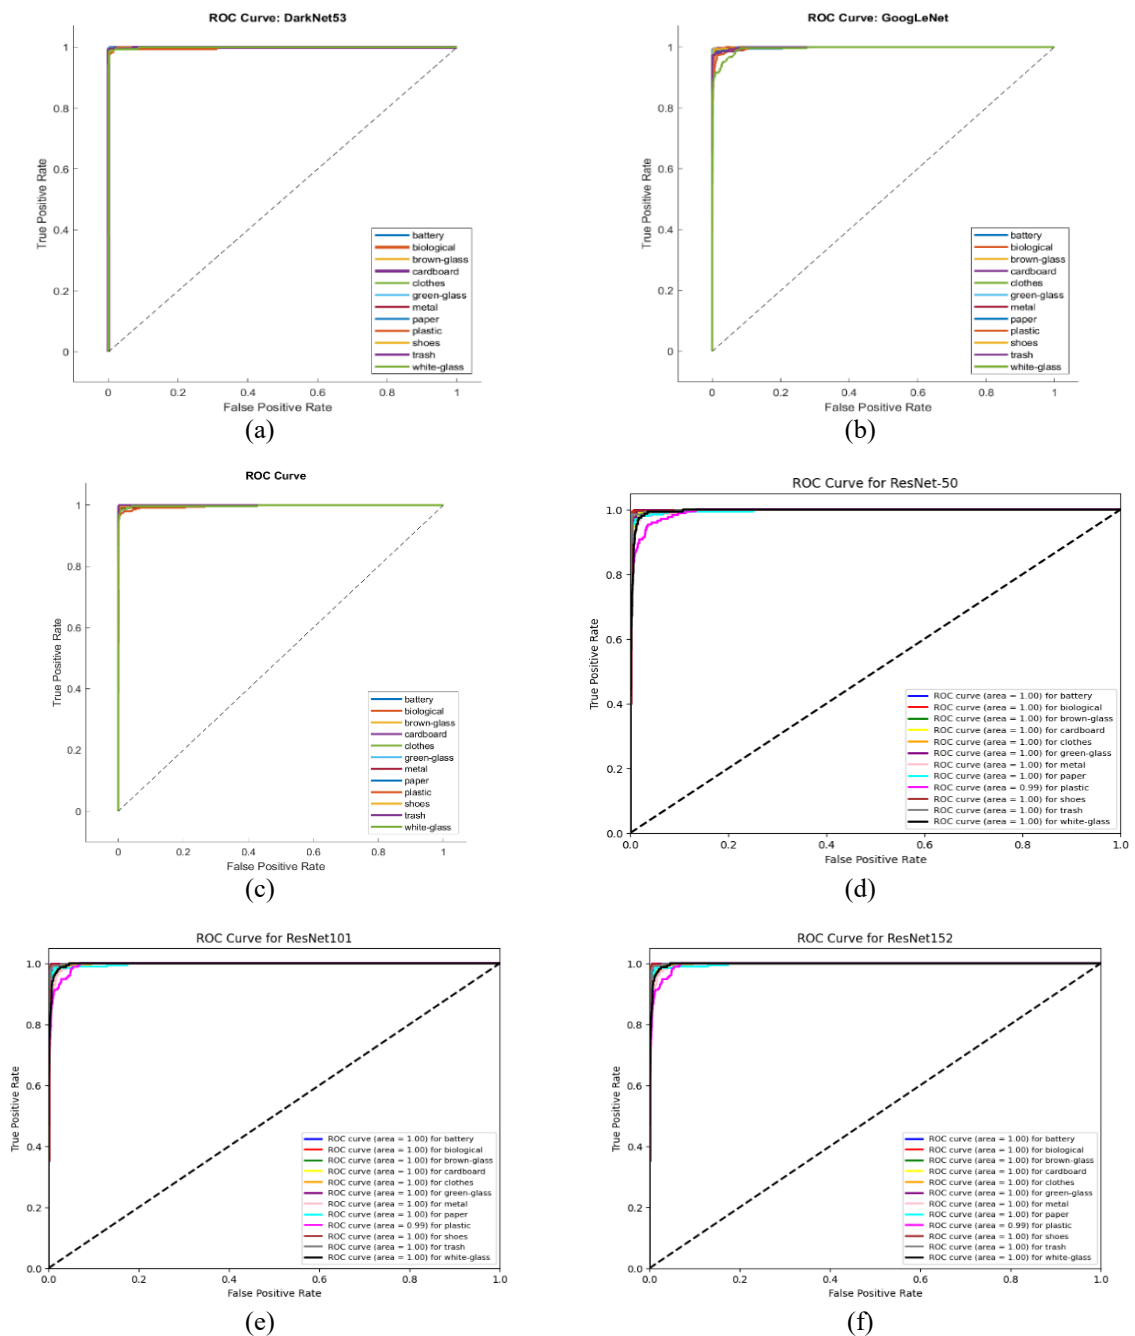 ROC Curve: DarkNet53
1
0.8
0.6
0.4
0.2
0
True Positive Rate
battery
biological
brown-glass
cardboard
clothes
green-glass
metal
paper
plastic
shoes
trash
white-glass
0 0.2 0.4 0.6 0.8 1
False Positive Rate
(a)
ROC Curve: GoogLeNet
1
0.8
0.6
0.4
0.2
0
True Positive Rate
battery
biological
brown-glass
cardboard
clothes
green-glass
metal
paper
plastic
shoes
trash
white-glass
0 0.2 0.4 0.6 0.8 1
False Positive Rate
(b)
ROC Curve
1
0.8
0.6
0.4
0.2
0
True Positive Rate
battery
biological
brown-glass
cardboard
clothes
green-glass
metal
paper
plastic
shoes
trash
white-glass
0 0.2 0.4 0.6 0.8 1
False Positive Rate
(c)
ROC Curve for ResNet-50
1.0
0.8
0.6
0.4
0.2
0.0
True Positive Rate
ROC curve (area = 1.00) for battery
ROC curve (area = 1.00) for biological
ROC curve (area = 1.00) for brown-glass
ROC curve (area = 1.00) for cardboard
ROC curve (area = 1.00) for clothes
ROC curve (area = 1.00) for green-glass
ROC curve (area = 1.00) for metal
ROC curve (area = 1.00) for paper
ROC curve (area = 0.99) for plastic
ROC curve (area = 1.00) for shoes
ROC curve (area = 1.00) for trash
ROC curve (area = 1.00) for white-glass
0.0 0.2 0.4 0.6 0.8 1.0
False Positive Rate
(d)
ROC Curve for ResNet101
1.0
0.8
0.6
0.4
0.2
0.0
True Positive Rate
ROC curve (area = 1.00) for battery
ROC curve (area = 1.00) for biological
ROC curve (area = 1.00) for brown-glass
ROC curve (area = 1.00) for cardboard
ROC curve (area = 1.00) for clothes
ROC curve (area = 1.00) for green-glass
ROC curve (area = 1.00) for metal
ROC curve (area = 1.00) for paper
ROC curve (area = 0.99) for plastic
ROC curve (area = 1.00) for shoes
ROC curve (area = 1.00) for trash
ROC curve (area = 1.00) for white-glass
0.0 0.2 0.4 0.6 0.8 1.0
False Positive Rate
(e)
ROC Curve for ResNet152
1.0
0.8
0.6
0.4
0.2
0.0
True Positive Rate
ROC curve (area = 1.00) for battery
ROC curve (area = 1.00) for biological
ROC curve (area = 1.00) for brown-glass
ROC curve (area = 1.00) for cardboard
ROC curve (area = 1.00) for clothes
ROC curve (area = 1.00) for green-glass
ROC curve (area = 1.00) for metal
ROC curve (area = 1.00) for paper
ROC curve (area = 0.99) for plastic
ROC curve (area = 1.00) for shoes
ROC curve (area = 1.00) for trash
ROC curve (area = 1.00) for white-glass
0.0 0.2 0.4 0.6 0.8 1.0
False Positive Rate
(f)